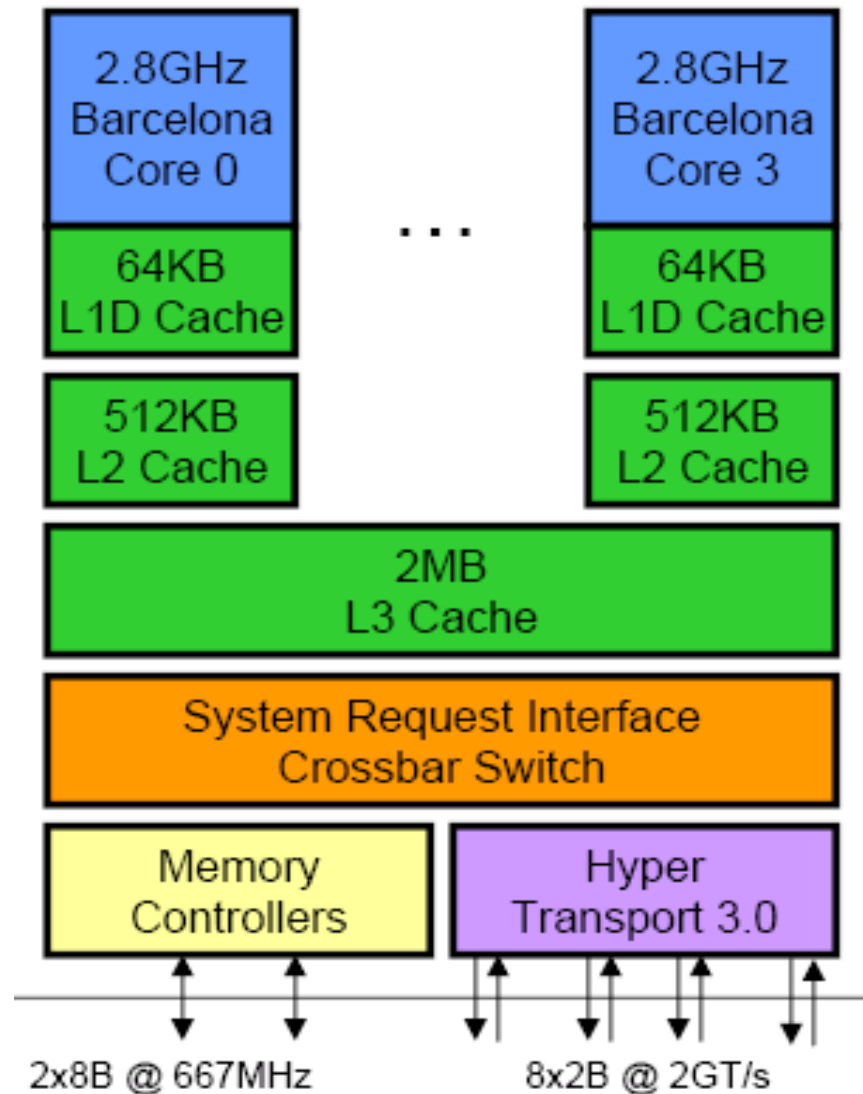 2.8GHz
Barcelona
Core 0
2.8GHz
Barcelona
Core 3
...
64KB
L1D Cache
64KB
L1D Cache
512KB
L2 Cache
512KB
L2 Cache
2MB
L3 Cache
System Request Interface
Crossbar Switch
Memory
Controllers
Hyper
Transport 3.0
2x8B @ 667MHz
8x2B @ 2GT/s